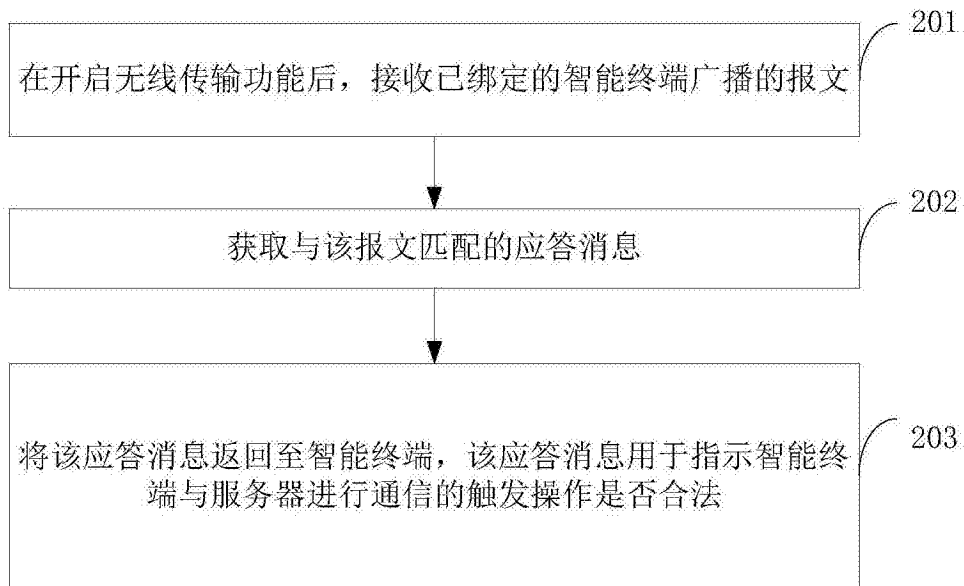 201
在开启无线传输功能后，接收已绑定的智能终端广播的报文
202
获取与该报文匹配的应答消息
203
将该应答消息返回至智能终端，该应答消息用于指示智能终
端与服务器进行通信的触发操作是否合法